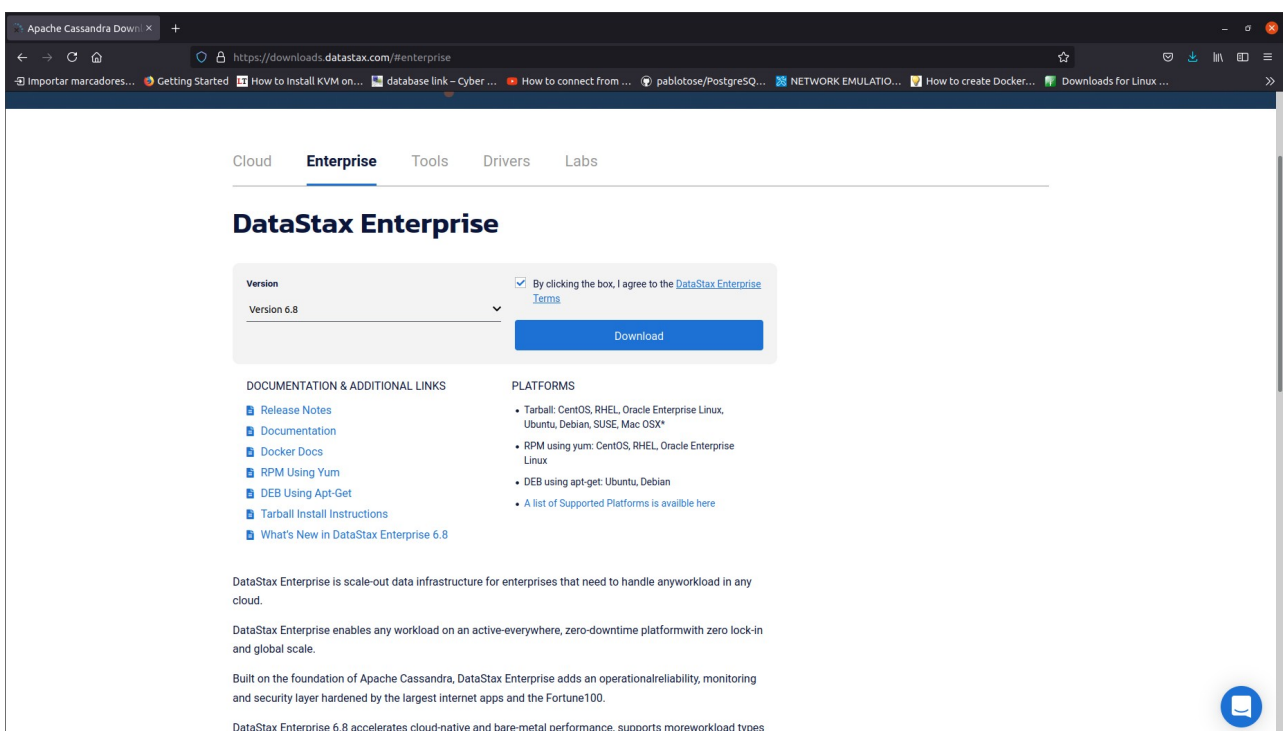 Apache Cassandra Downl
https://downloads.datastax.com/#enterprise
Importar marcadores... Getting Started How to Install KVM on... database link – Cyber ... How to connect from ... pablotose/PostgreSQ... NETWORK EMULATIO... How to create Docker... Downloads for Linux ...
Cloud Enterprise Tools Drivers Labs
DataStax Enterprise
Version
Version 6.8
By clicking the box, I agree to the DataStax Enterprise
Terms
Download
DOCUMENTATION & ADDITIONAL LINKS
Release Notes
Documentation
Docker Docs
RPM Using Yum
DEB Using Apt-Get
Tarball Install Instructions
What's New in DataStax Enterprise 6.8
PLATFORMS
• Tarball: CentOS, RHEL, Oracle Enterprise Linux,
Ubuntu, Debian, SUSE, Mac OSX*
• RPM using yum: CentOS, RHEL, Oracle Enterprise
Linux
• DEB using apt-get: Ubuntu, Debian
• A list of Supported Platforms is availble here
DataStax Enterprise is scale-out data infrastructure for enterprises that need to handle anyworkload in any
cloud.
DataStax Enterprise enables any workload on an active-everywhere, zero-downtime platformwith zero lock-in
and global scale.
Built on the foundation of Apache Cassandra, DataStax Enterprise adds an operationalreliability, monitoring
and security layer hardened by the largest internet apps and the Fortune100.
DataStax Enterprise 6.8 accelerates cloud-native and bare-metal performance, supports moreworkload types